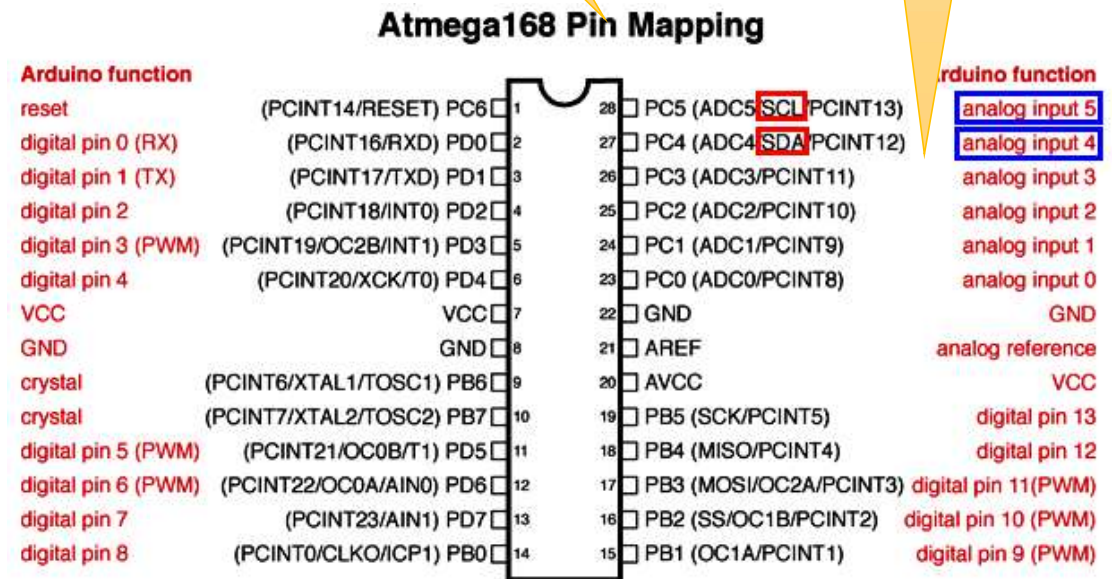 Atmega168 Pin Mapping
Arduino function rduino function
reset (PCINT14/RESET) PC6 1 28 PC5 (ADC5/SCL/PCINT13) analog input 5
digital pin 0 (RX) (PCINT16/RXD) PD0 2 27 PC4 (ADC4/SDA/PCINT12) analog input 4
digital pin 1 (TX) (PCINT17/TXD) PD1 3 26 PC3 (ADC3/PCINT11) analog input 3
digital pin 2 (PCINT18/INT0) PD2 4 25 PC2 (ADC2/PCINT10) analog input 2
digital pin 3 (PWM) (PCINT19/OC2B/INT1) PD3 5 24 PC1 (ADC1/PCINT9) analog input 1
digital pin 4 (PCINT20/XCK/T0) PD4 6 23 PC0 (ADC0/PCINT8) analog input 0
VCC VCC 7 22 GND GND
GND GND 8 21 AREF analog reference
crystal (PCINT6/XTAL1/TOSC1) PB6 9 20 AVCC VCC
crystal (PCINT7/XTAL2/TOSC2) PB7 10 19 PB5 (SCK/PCINT5) digital pin 13
digital pin 5 (PWM) (PCINT21/OC0B/T1) PD5 11 18 PB4 (MISO/PCINT4) digital pin 12
digital pin 6 (PWM) (PCINT22/OC0A/AIN0) PD6 12 17 PB3 (MOSI/OC2A/PCINT3) digital pin 11(PWM)
digital pin 7 (PCINT23/AIN1) PD7 13 16 PB2 (SS/OC1B/PCINT2) digital pin 10 (PWM)
digital pin 8 (PCINT0/CLKO/ICP1) PB0 14 15 PB1 (OC1A/PCINT1) digital pin 9 (PWM)